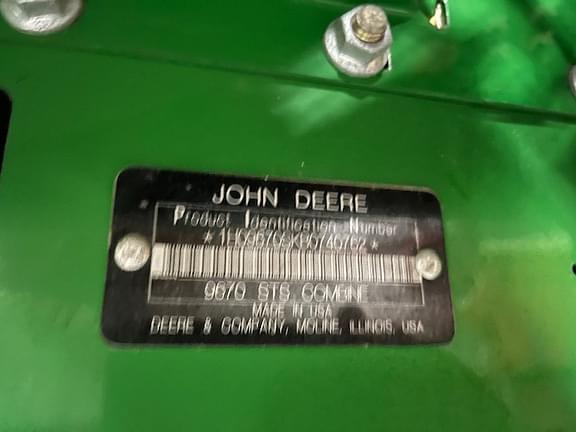 JOHN DEERE
Product Identification Number
9670 STS COMBINE
MADE IN USA
DEERE & COMPANY, MOLINE, ILLINOIS, USA